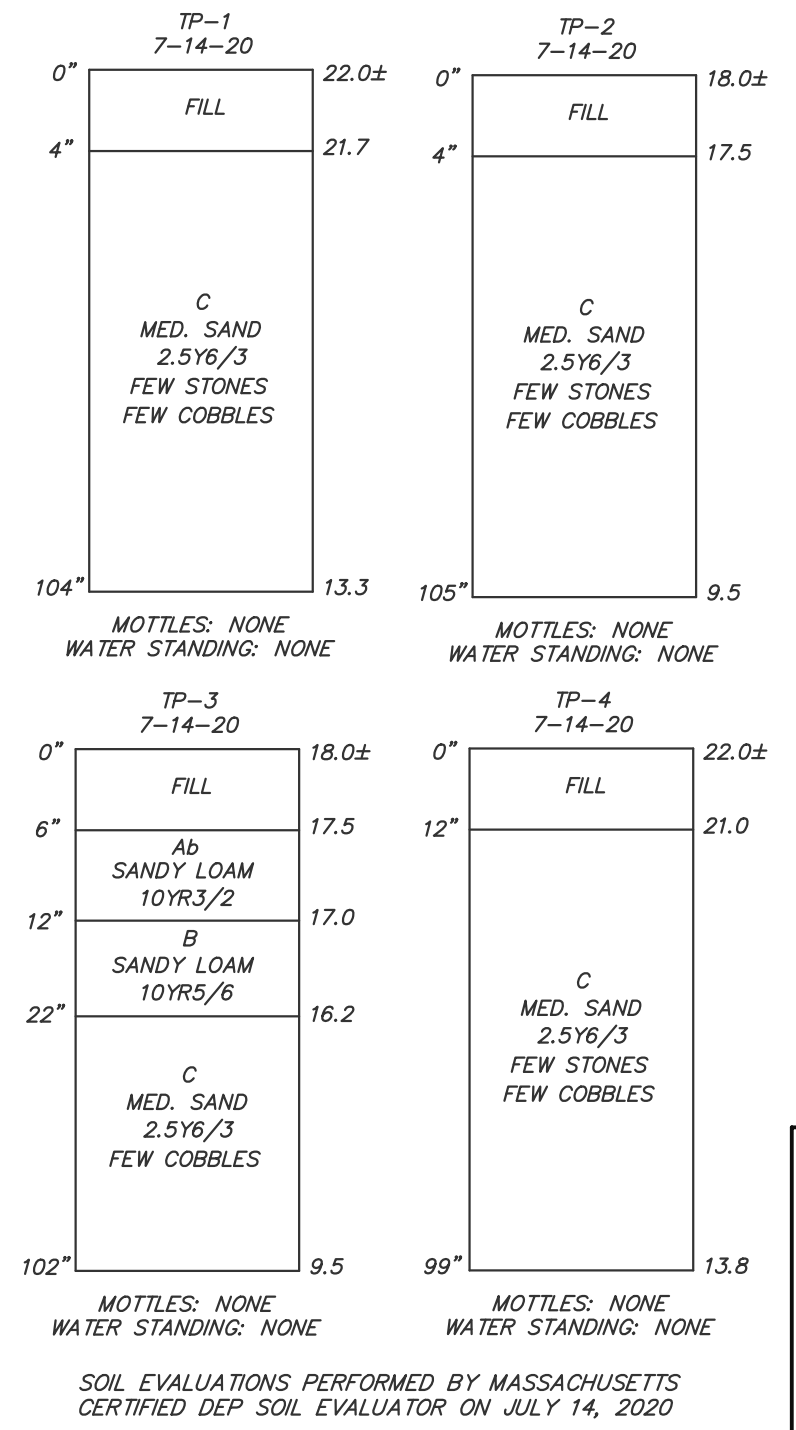 TP-1
7-14-20
0" 22.0±
FILL
4" 21.7
C
MED. SAND
2.5Y6/3
FEW STONES
FEW COBBLES
104" 13.3
MOTTLES: NONE
WATER STANDING: NONE
TP-2
7-14-20
0" 18.0±
FILL
4" 17.5
C
MED. SAND
2.5Y6/3
FEW STONES
FEW COBBLES
105" 9.5
MOTTLES: NONE
WATER STANDING: NONE
TP-3
7-14-20
0" 18.0±
FILL
6" 17.5
Ab
SANDY LOAM
10YR3/2
12" 17.0
B
SANDY LOAM
10YR5/6
22" 16.2
C
MED. SAND
2.5Y6/3
FEW COBBLES
102" 9.5
MOTTLES: NONE
WATER STANDING: NONE
TP-4
7-14-20
0" 22.0±
FILL
12" 21.0
C
MED. SAND
2.5Y6/3
FEW STONES
FEW COBBLES
99" 13.8
MOTTLES: NONE
WATER STANDING: NONE
SOIL EVALUATIONS PERFORMED BY MASSACHUSETTS
CERTIFIED DEP SOIL EVALUATOR ON JULY 14, 2020